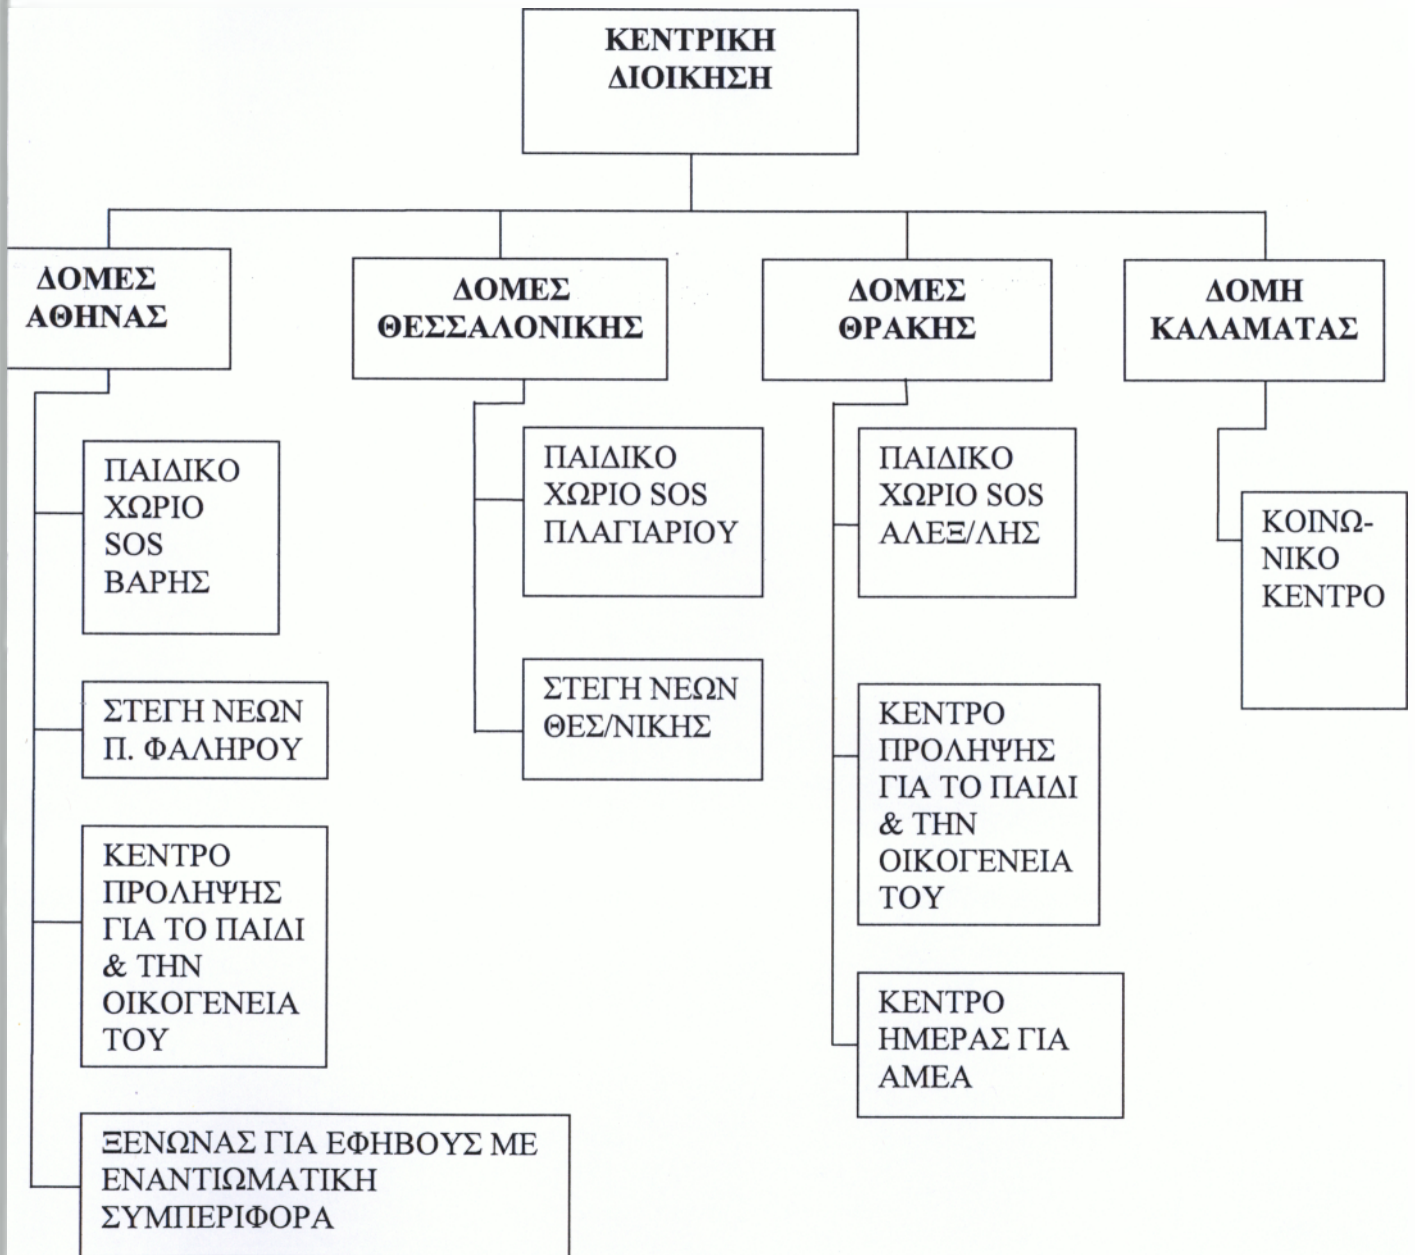 ΚΕΝΤΡΙΚΗ
ΔΙΟΙΚΗΣΗ
ΔΟΜΕΣ
ΑΘΗΝΑΣ
ΠΑΙΔΙΚΟ
ΧΩΡΙΟ
SOS
ΒΑΡΗΣ
ΣΤΕΓΗ ΝΕΩΝ
Π. ΦΑΛΗΡΟΥ
ΚΕΝΤΡΟ
ΠΡΟΛΗΨΗΣ
ΓΙΑ ΤΟ ΠΑΙΔΙ
& ΤΗΝ
ΟΙΚΟΓΕΝΕΙΑ
ΤΟΥ
ΞΕΝΩΝΑΣ ΓΙΑ ΕΦΗΒΟΥΣ ΜΕ
ΕΝΑΝΤΙΩΜΑΤΙΚΗ
ΣΥΜΠΕΡΙΦΟΡΑ
ΔΟΜΕΣ
ΘΕΣΣΑΛΟΝΙΚΗΣ
ΠΑΙΔΙΚΟ
ΧΩΡΙΟ SOS
ΠΛΑΓΙΑΡΙΟΥ
ΣΤΕΓΗ ΝΕΩΝ
ΘΕΣ/ΝΙΚΗΣ
ΔΟΜΕΣ
ΘΡΑΚΗΣ
ΠΑΙΔΙΚΟ
ΧΩΡΙΟ SOS
ΑΛΕΞ/ΛΗΣ
ΚΕΝΤΡΟ
ΠΡΟΛΗΨΗΣ
ΓΙΑ ΤΟ ΠΑΙΔΙ
& ΤΗΝ
ΟΙΚΟΓΕΝΕΙΑ
ΤΟΥ
ΚΕΝΤΡΟ
ΗΜΕΡΑΣ ΓΙΑ
ΑΜΕΑ
ΔΟΜΗ
ΚΑΛΑΜΑΤΑΣ
ΚΟΙΝΩ-
ΝΙΚΟ
ΚΕΝΤΡΟ